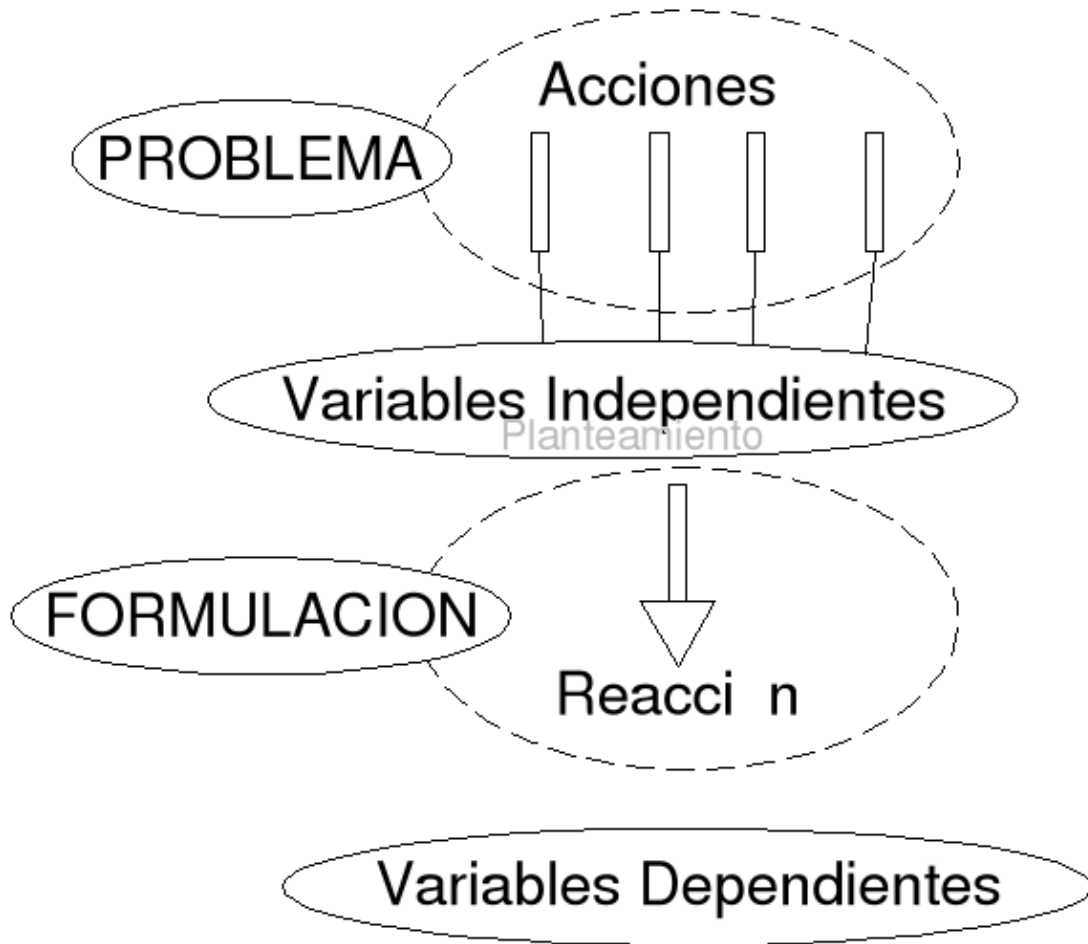 Acciones
PROBLEMA
Variables Independientes
Planteamiento
FORMULACION
Reacci n
Variables Dependientes